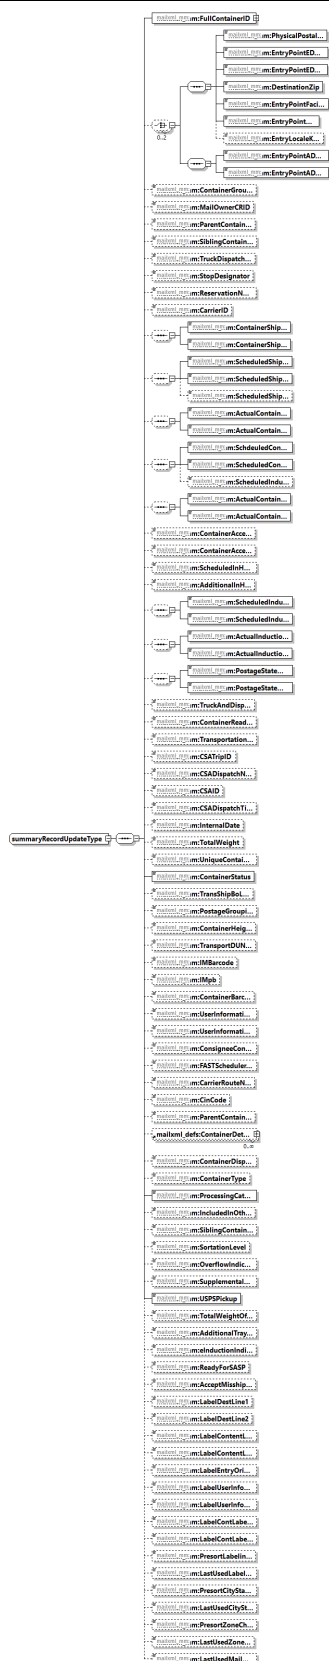 mailxml_mm:m:FullContainerID
mailxml_mm:m:PhysicalPostal...
mailxml_mm:m:EntryPointED...
mailxml_mm:m:EntryPointED...
mailxml_mm:m:DestinationZip
mailxml_mm:m:EntryPointFaci...
mailxml_mm:m:EntryPoint...
mailxml_mm:m:EntryLocaleK...
0..2
mailxml_mm:m:EntryPointAD...
mailxml_mm:m:EntryPointAD...
mailxml_mm:m:ContainerGrou...
mailxml_mm:m:MailOwnerCRID
mailxml_mm:m:ParentContain...
mailxml_mm:m:SiblingContain...
mailxml_mm:m:TruckDispatch...
mailxml_mm:m:StopDesignator
mailxml_mm:m:ReservationN...
mailxml_mm:m:CarrierID
mailxml_mm:m:ContainerShip...
mailxml_mm:m:ContainerShip...
mailxml_mm:m:ScheduledShip...
mailxml_mm:m:ScheduledShip...
mailxml_mm:m:ScheduledShip...
mailxml_mm:m:ActualContain...
mailxml_mm:m:ActualContain...
mailxml_mm:m:SchdeuledCon...
mailxml_mm:m:SchdeuledCon...
mailxml_mm:m:ScheduledIndu...
mailxml_mm:m:ActualContain...
mailxml_mm:m:ActualContain...
mailxml_mm:m:ContainerAcce...
mailxml_mm:m:ContainerAcce...
mailxml_mm:m:ScheduledInH...
mailxml_mm:m:AdditionalInH...
mailxml_mm:m:ScheduledIndu...
mailxml_mm:m:ScheduledIndu...
mailxml_mm:m:ActualInductio...
mailxml_mm:m:ActualInductio...
mailxml_mm:m:PostageState...
mailxml_mm:m:PostageState...
mailxml_mm:m:TruckAndDisp...
mailxml_mm:m:ContainerRead...
mailxml_mm:m:Transportation...
mailxml_mm:m:CSATripID
mailxml_mm:m:CSADispatchN...
mailxml_mm:m:CSAID
mailxml_mm:m:CSADispatchTi...
mailxml_mm:m:InternalDate
summaryRecordUpdateType
mailxml_mm:m:TotalWeight
mailxml_mm:m:UniqueContai...
mailxml_mm:m:ContainerStatus
mailxml_mm:m:TransShipBoL...
mailxml_mm:m:PostageGroupi...
mailxml_mm:m:ContainerHeig...
mailxml_mm:m:TransportDUN...
mailxml_mm:m:IMBarcode
mailxml_mm:m:IMpb
mailxml_mm:m:ContainerBarc...
mailxml_mm:m:UserInformati...
mailxml_mm:m:UserInformati...
mailxml_mm:m:ConsigneeCon...
mailxml_mm:m:FASTScheduler...
mailxml_mm:m:CarrierRouteN...
mailxml_mm:m:CinCode
mailxml_mm:m:ParentContain...
mailxml_defs:ContainerDet...
0..∞
mailxml_mm:m:ContainerDisp...
mailxml_mm:m:ContainerType
mailxml_mm:m:ProcessingCat...
mailxml_mm:m:IncludedInOth...
mailxml_mm:m:SiblingContain...
mailxml_mm:m:SortationLevel
mailxml_mm:m:OverflowIndic...
mailxml_mm:m:Supplemental...
mailxml_mm:m:USPSPickup
mailxml_mm:m:TotalWeightOf...
mailxml_mm:m:AdditionalTray...
mailxml_mm:m:eInductionIndi...
mailxml_mm:m:ReadyForSASP
mailxml_mm:m:AcceptMisship...
mailxml_mm:m:LabelDestLine1
mailxml_mm:m:LabelDestLine2
mailxml_mm:m:LabelContentL...
mailxml_mm:m:LabelContentL...
mailxml_mm:m:LabelEntryOri...
mailxml_mm:m:LabelUserInfo...
mailxml_mm:m:LabelUserInfo...
mailxml_mm:m:LabelContLabe...
mailxml_mm:m:LabelContLabe...
mailxml_mm:m:PresortLabelin...
mailxml_mm:m:LastUsedLabel...
mailxml_mm:m:PresortCitySta...
mailxml_mm:m:LastUsedCitySt...
mailxml_mm:m:PresortZoneCh...
mailxml_mm:m:LastUsedZone...
mailxml_mm:m:LastUsedMail...